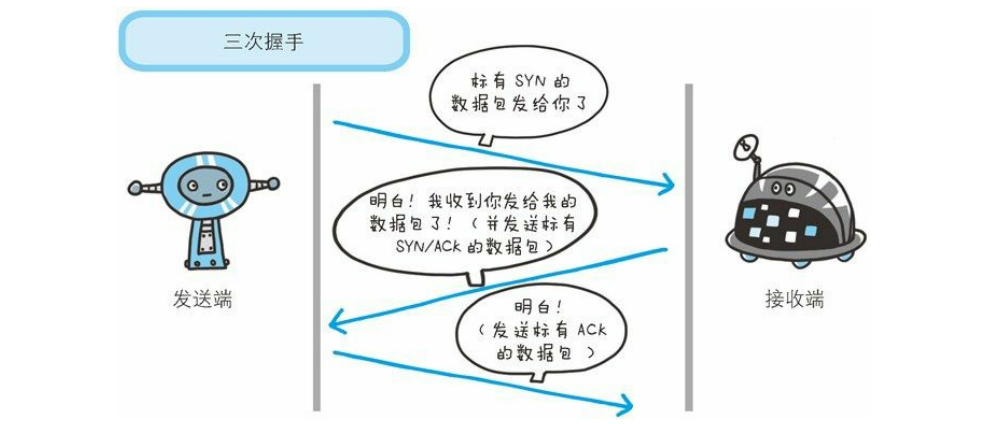 三次握手
标有 SYN 的
数据包发给你了
明白！我收到你发给我的
数据包了！（并发送标有
SYN/ACK 的数据包）
发送端
接收端
明白！
（发送标有 ACK
的数据包 ）